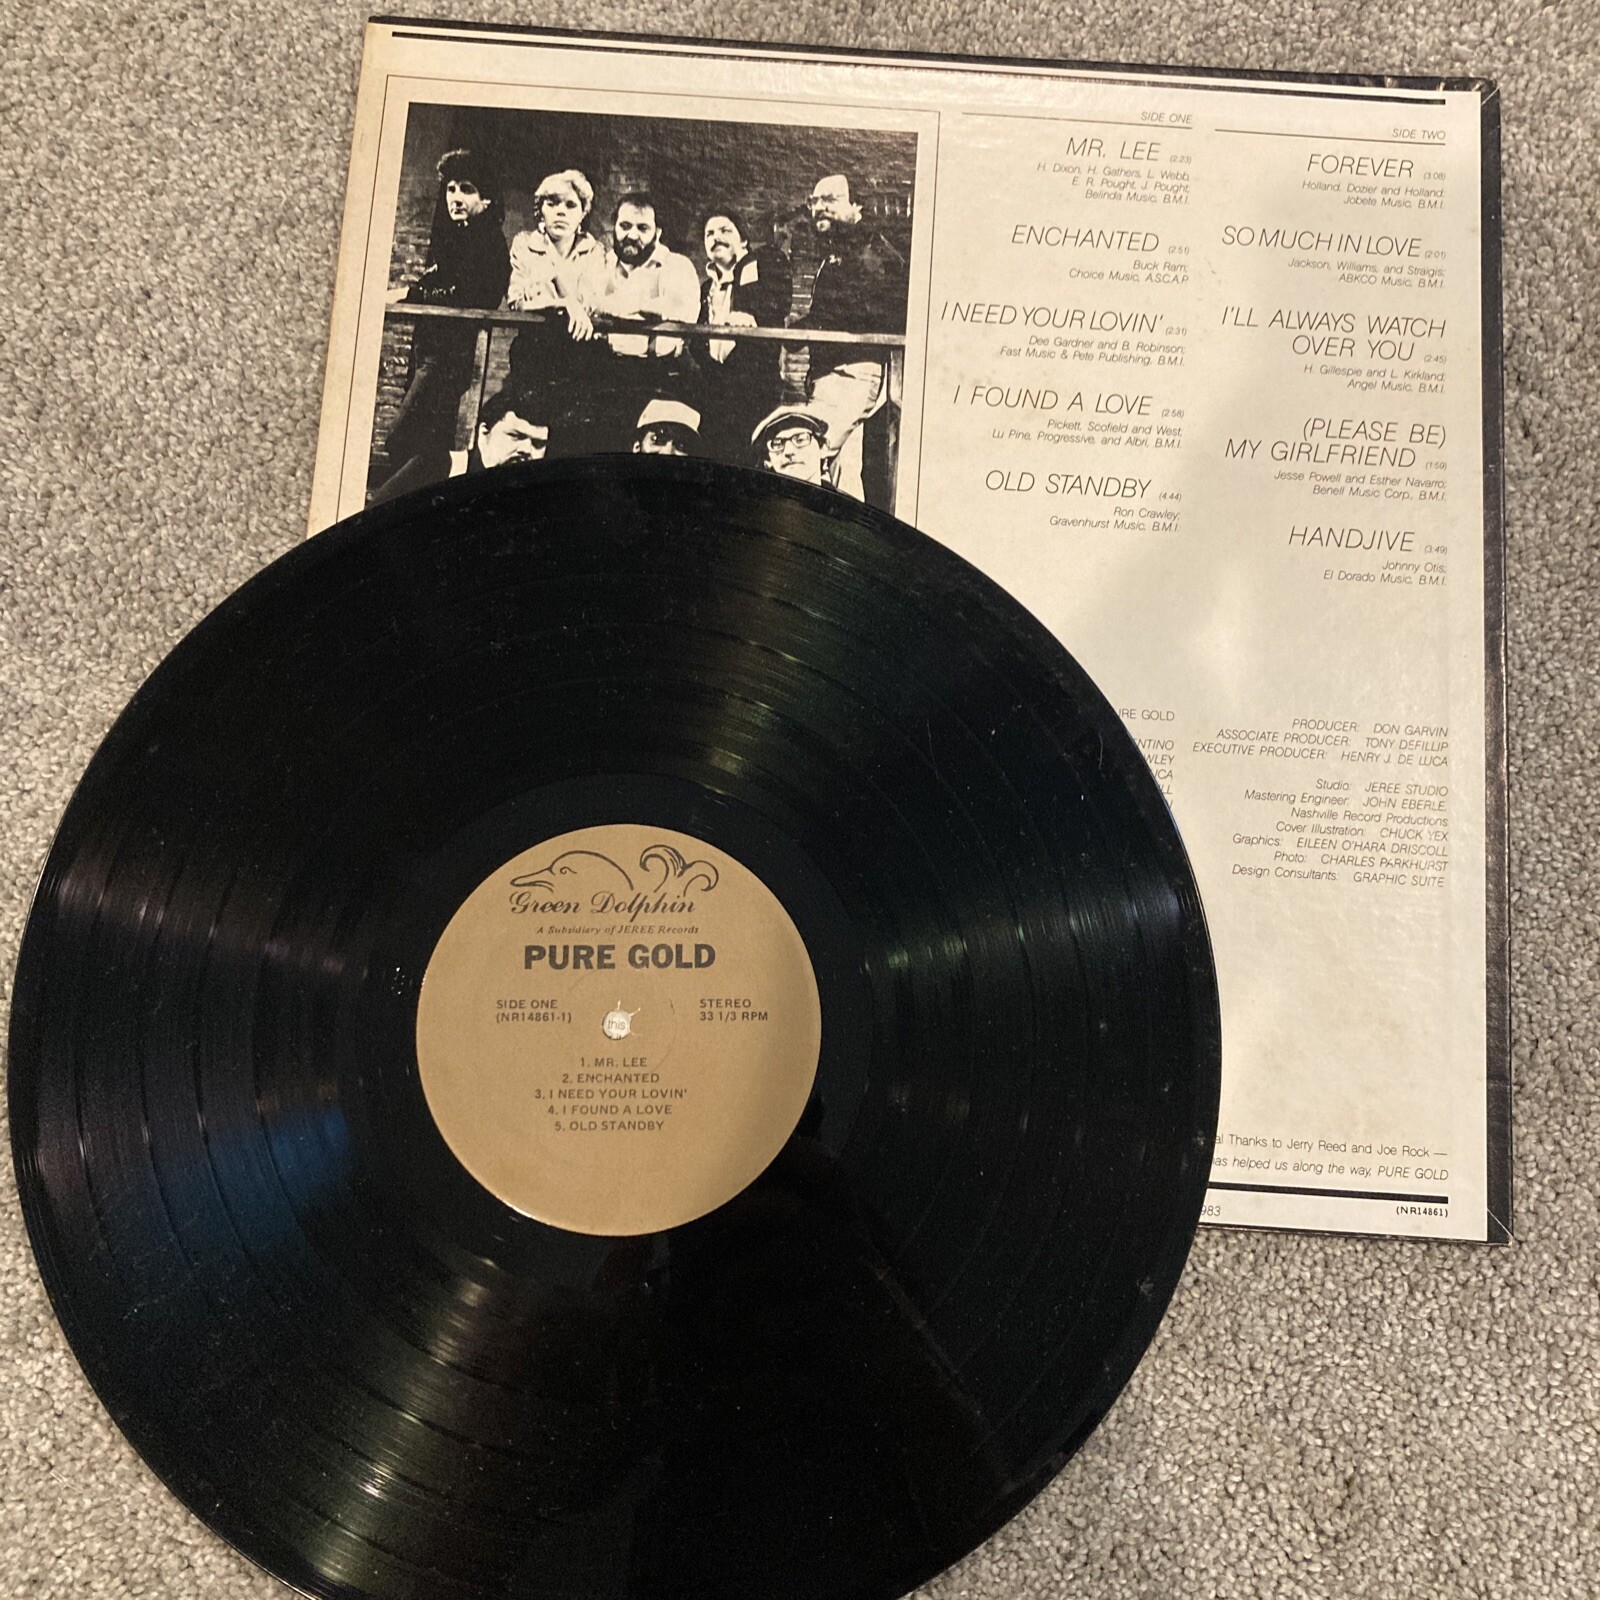 SIDE ONE
MR. LEE (2:23)
H. Dixon, H. Gathers, L. Webb,
E. R. Pought, J. Pought;
Belinda Music, B.M.I.
ENCHANTED (2:51)
Buck Ram;
Choice Music, A.S.C.A.P.
I NEED YOUR LOVIN' (2:31)
Dee Gardner and B. Robinson;
Fast Music & Pete Publishing, B.M.I.
I FOUND A LOVE (2:58)
Pickett, Scofield and West;
Lu Pine, Progressive, and Albri, B.M.I.
OLD STANDBY (4:44)
Ron Crawley;
Gravenhurst Music, B.M.I.
SIDE TWO
FOREVER (3:08)
Holland, Dozier and Holland;
Jobete Music, B.M.I.
SO MUCH IN LOVE (2:01)
Jackson, Williams, and Straigis;
ABKCO Music, B.M.I.
I'LL ALWAYS WATCH
OVER YOU (2:45)
H. Gillespie and L. Kirkland;
Angel Music, B.M.I.
(PLEASE BE)
MY GIRLFRIEND (1:59)
Jesse Powell and Esther Navarro;
Benell Music Corp., B.M.I.
HANDJIVE (3:49)
Johnny Otis;
El Dorado Music, B.M.I.
GOLD
NTINO
WLEY
ICA
LL
PRODUCER: DON GARVIN
ASSOCIATE PRODUCER: TONY DEFILLIP
EXECUTIVE PRODUCER: HENRY J. DE LUCA
Studio: JEREE STUDIO
Mastering Engineer: JOHN EBERLE,
Nashville Record Productions
Cover Illustration: CHUCK YEX
Graphics: EILEEN O'HARA DRISCOLL
Photo: CHARLES PARKHURST
Design Consultants: GRAPHIC SUITE
al Thanks to Jerry Reed and Joe Rock —
as helped us along the way, PURE GOLD
983
(NR14861)
Green Dolphin
A Subsidiary of JEREE Records
PURE GOLD
SIDE ONE
(NR14861-1)
STEREO
33 1/3 RPM
this
1. MR. LEE
2. ENCHANTED
3. I NEED YOUR LOVIN'
4. I FOUND A LOVE
5. OLD STANDBY